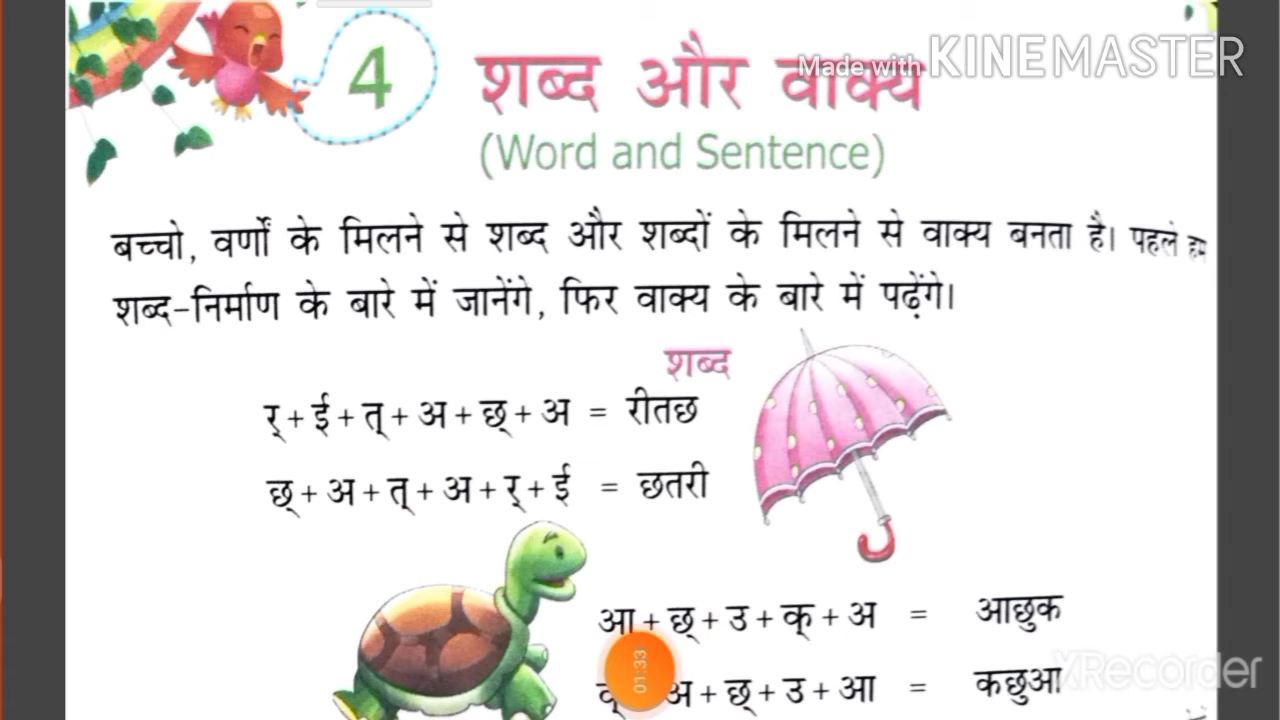 4
शब्द और वाक्य
Made with KINEMASTER
(Word and Sentence)
बच्चो, वर्णों के मिलने से शब्द और शब्दों के मिलने से वाक्य बनता है। पहले हम
शब्द-निर्माण के बारे में जानेंगे, फिर वाक्य के बारे में पढ़ेंगे।
शब्द
र् + ई + त् + अ + छ् + अ = रीतछ
छ् + अ + त् + अ + र् + ई = छतरी
आ + छ् + उ + क् + अ = आछुक
अ + छ् + उ + आ = कछुआ
01:33
XRecorder